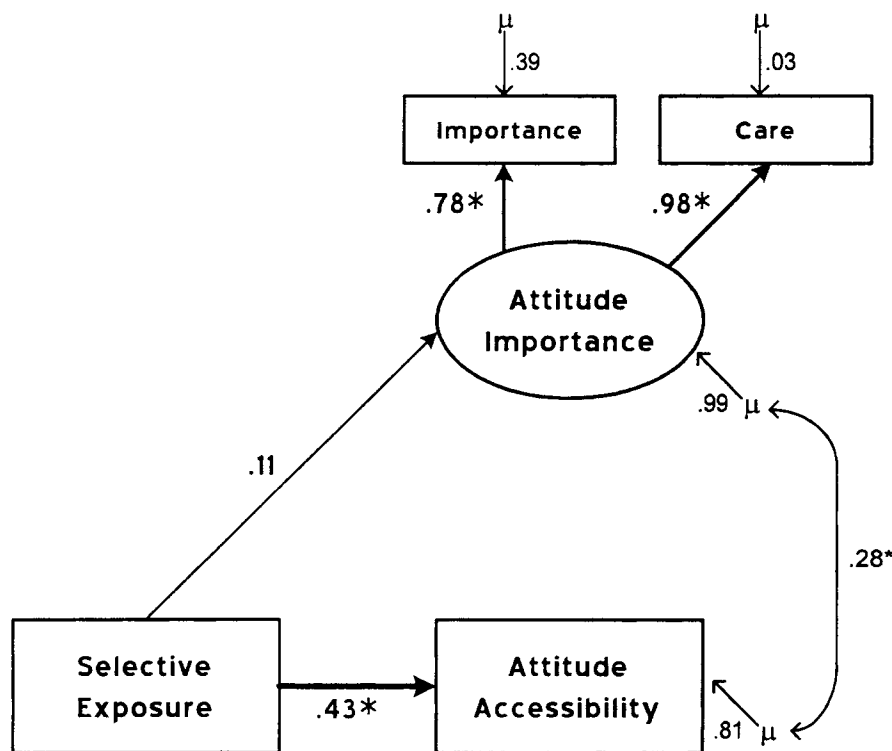 μ μ
.39 .03
Importance Care
.78* .98*
Attitude
Importance
.99 μ
.11
.28*
Selective
Exposure
.43*
Attitude
Accessibility
.81 μ